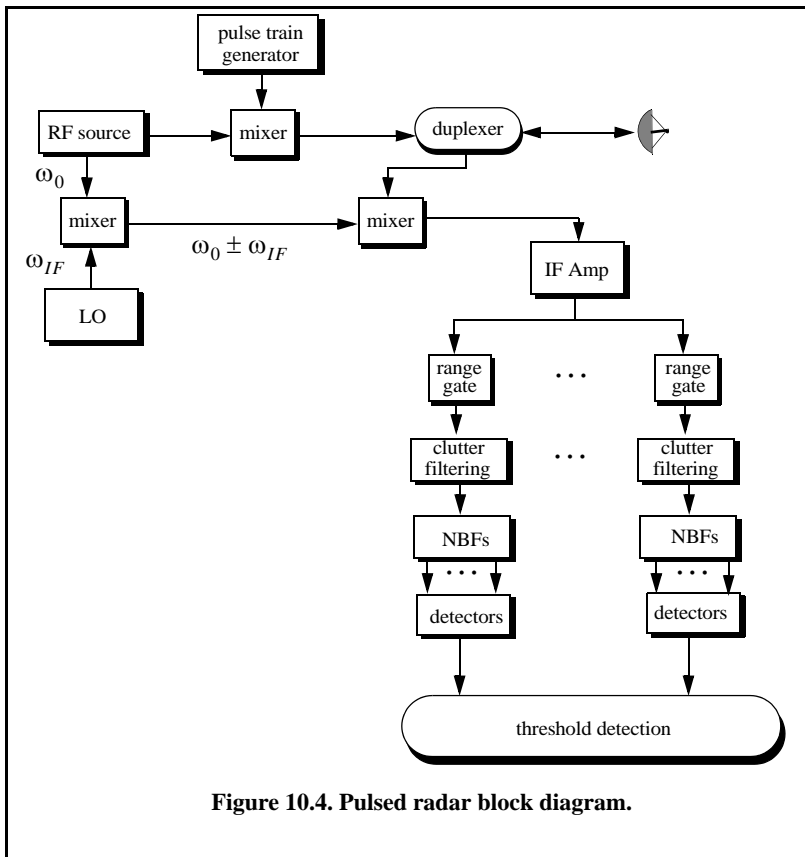 pulse train
generator
RF source
mixer
duplexer
ω0
mixer
mixer
ω0 ± ωIF
ωIF
IF Amp
LO
range
gate
. . .
range
gate
clutter
filtering
. . .
clutter
filtering
NBFs
NBFs
. . .
. . .
detectors
detectors
threshold detection
Figure 10.4. Pulsed radar block diagram.